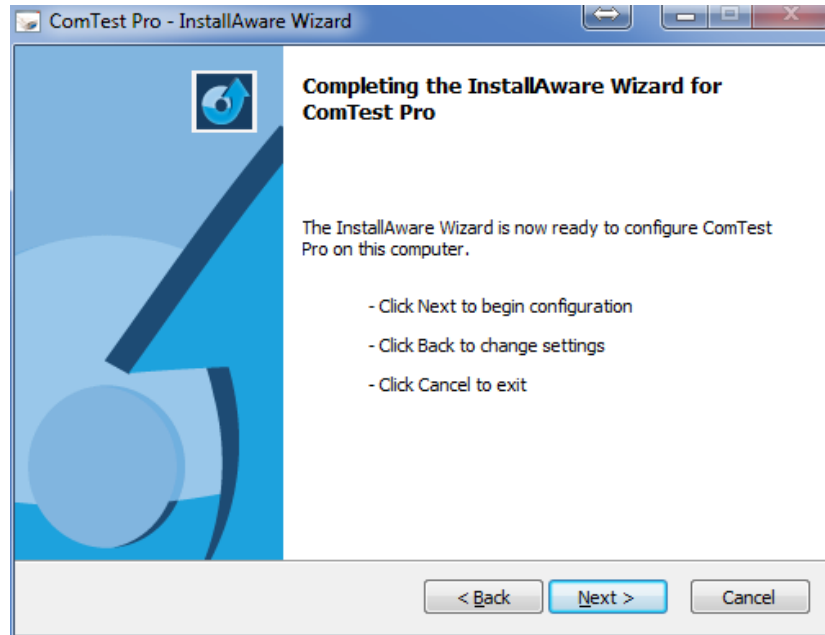 ComTest Pro - InstallAware Wizard
Completing the InstallAware Wizard for
ComTest Pro
The InstallAware Wizard is now ready to configure ComTest
Pro on this computer.
- Click Next to begin configuration
- Click Back to change settings
- Click Cancel to exit
< Back
Next >
Cancel